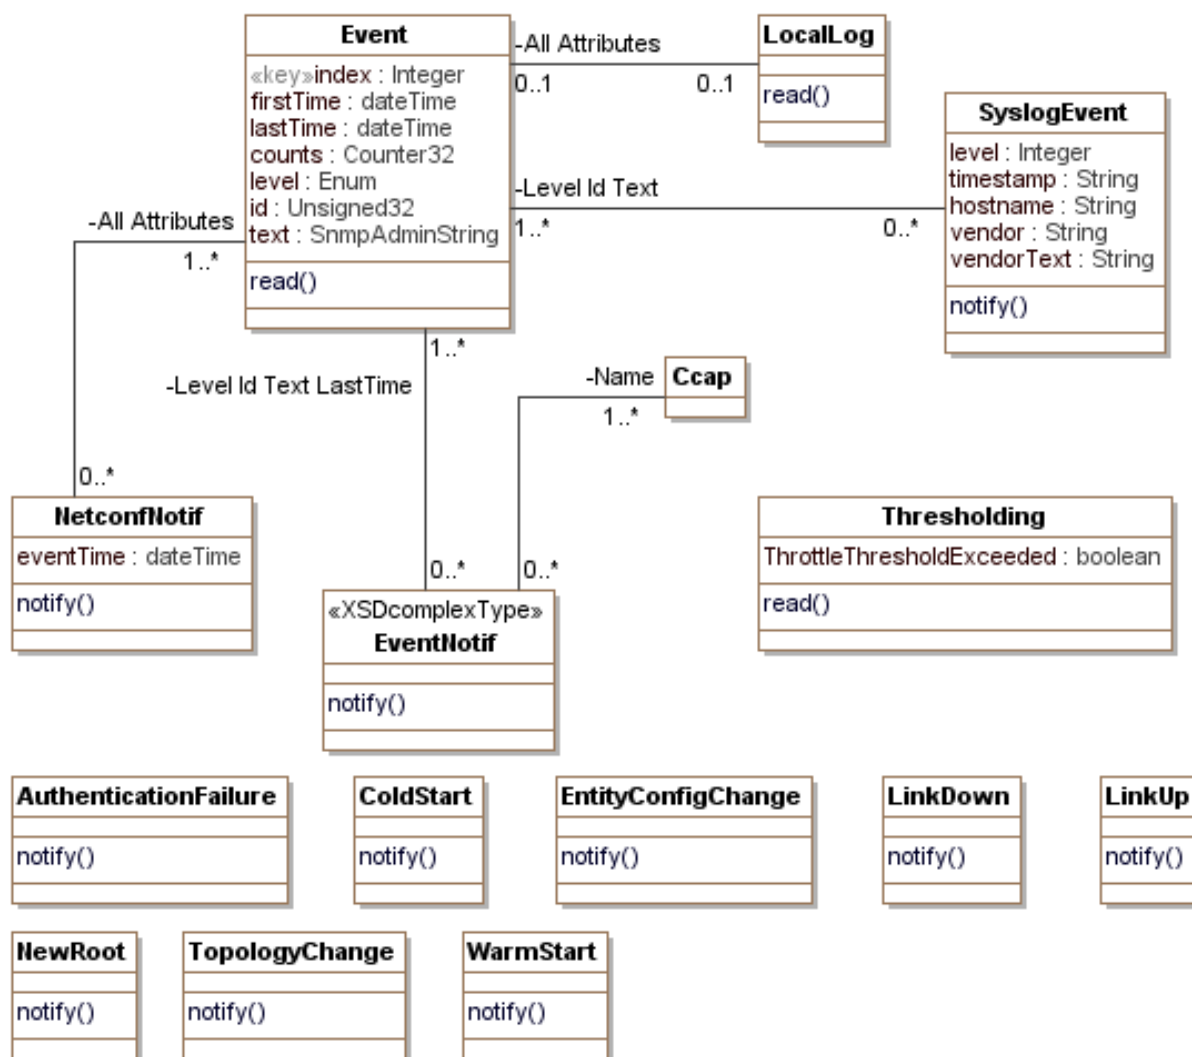 Event
«key»index : Integer
firstTime : dateTime
lastTime : dateTime
counts : Counter32
level : Enum
id : Unsigned32
text : SnmpAdminString
read()
-All Attributes
0..1
0..1
LocalLog
read()
SyslogEvent
level : Integer
timestamp : String
hostname : String
vendor : String
vendorText : String
notify()
-Level Id Text
1..*
0..*
-All Attributes
1..*
0..*
1..*
-Level Id Text LastTime
0..*
-Name
1..*
0..*
Ccap
NetconfNotif
eventTime : dateTime
notify()
«XSDcomplexType»
EventNotif
notify()
Thresholding
ThrottleThresholdExceeded : boolean
read()
AuthenticationFailure
notify()
ColdStart
notify()
EntityConfigChange
notify()
LinkDown
notify()
LinkUp
notify()
NewRoot
notify()
TopologyChange
notify()
WarmStart
notify()